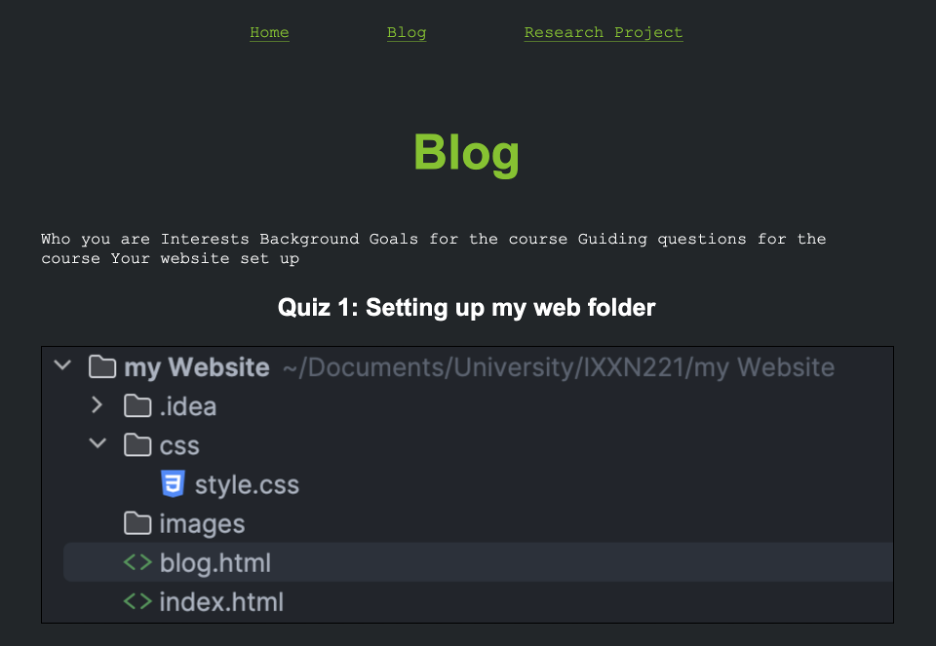 Home Blog Research Project
Blog
Who you are Interests Background Goals for the course Guiding questions for the
course Your website set up
Quiz 1: Setting up my web folder
my Website ~/Documents/University/IXXN221/my Website
.idea
css
style.css
images
<> blog.html
<> index.html